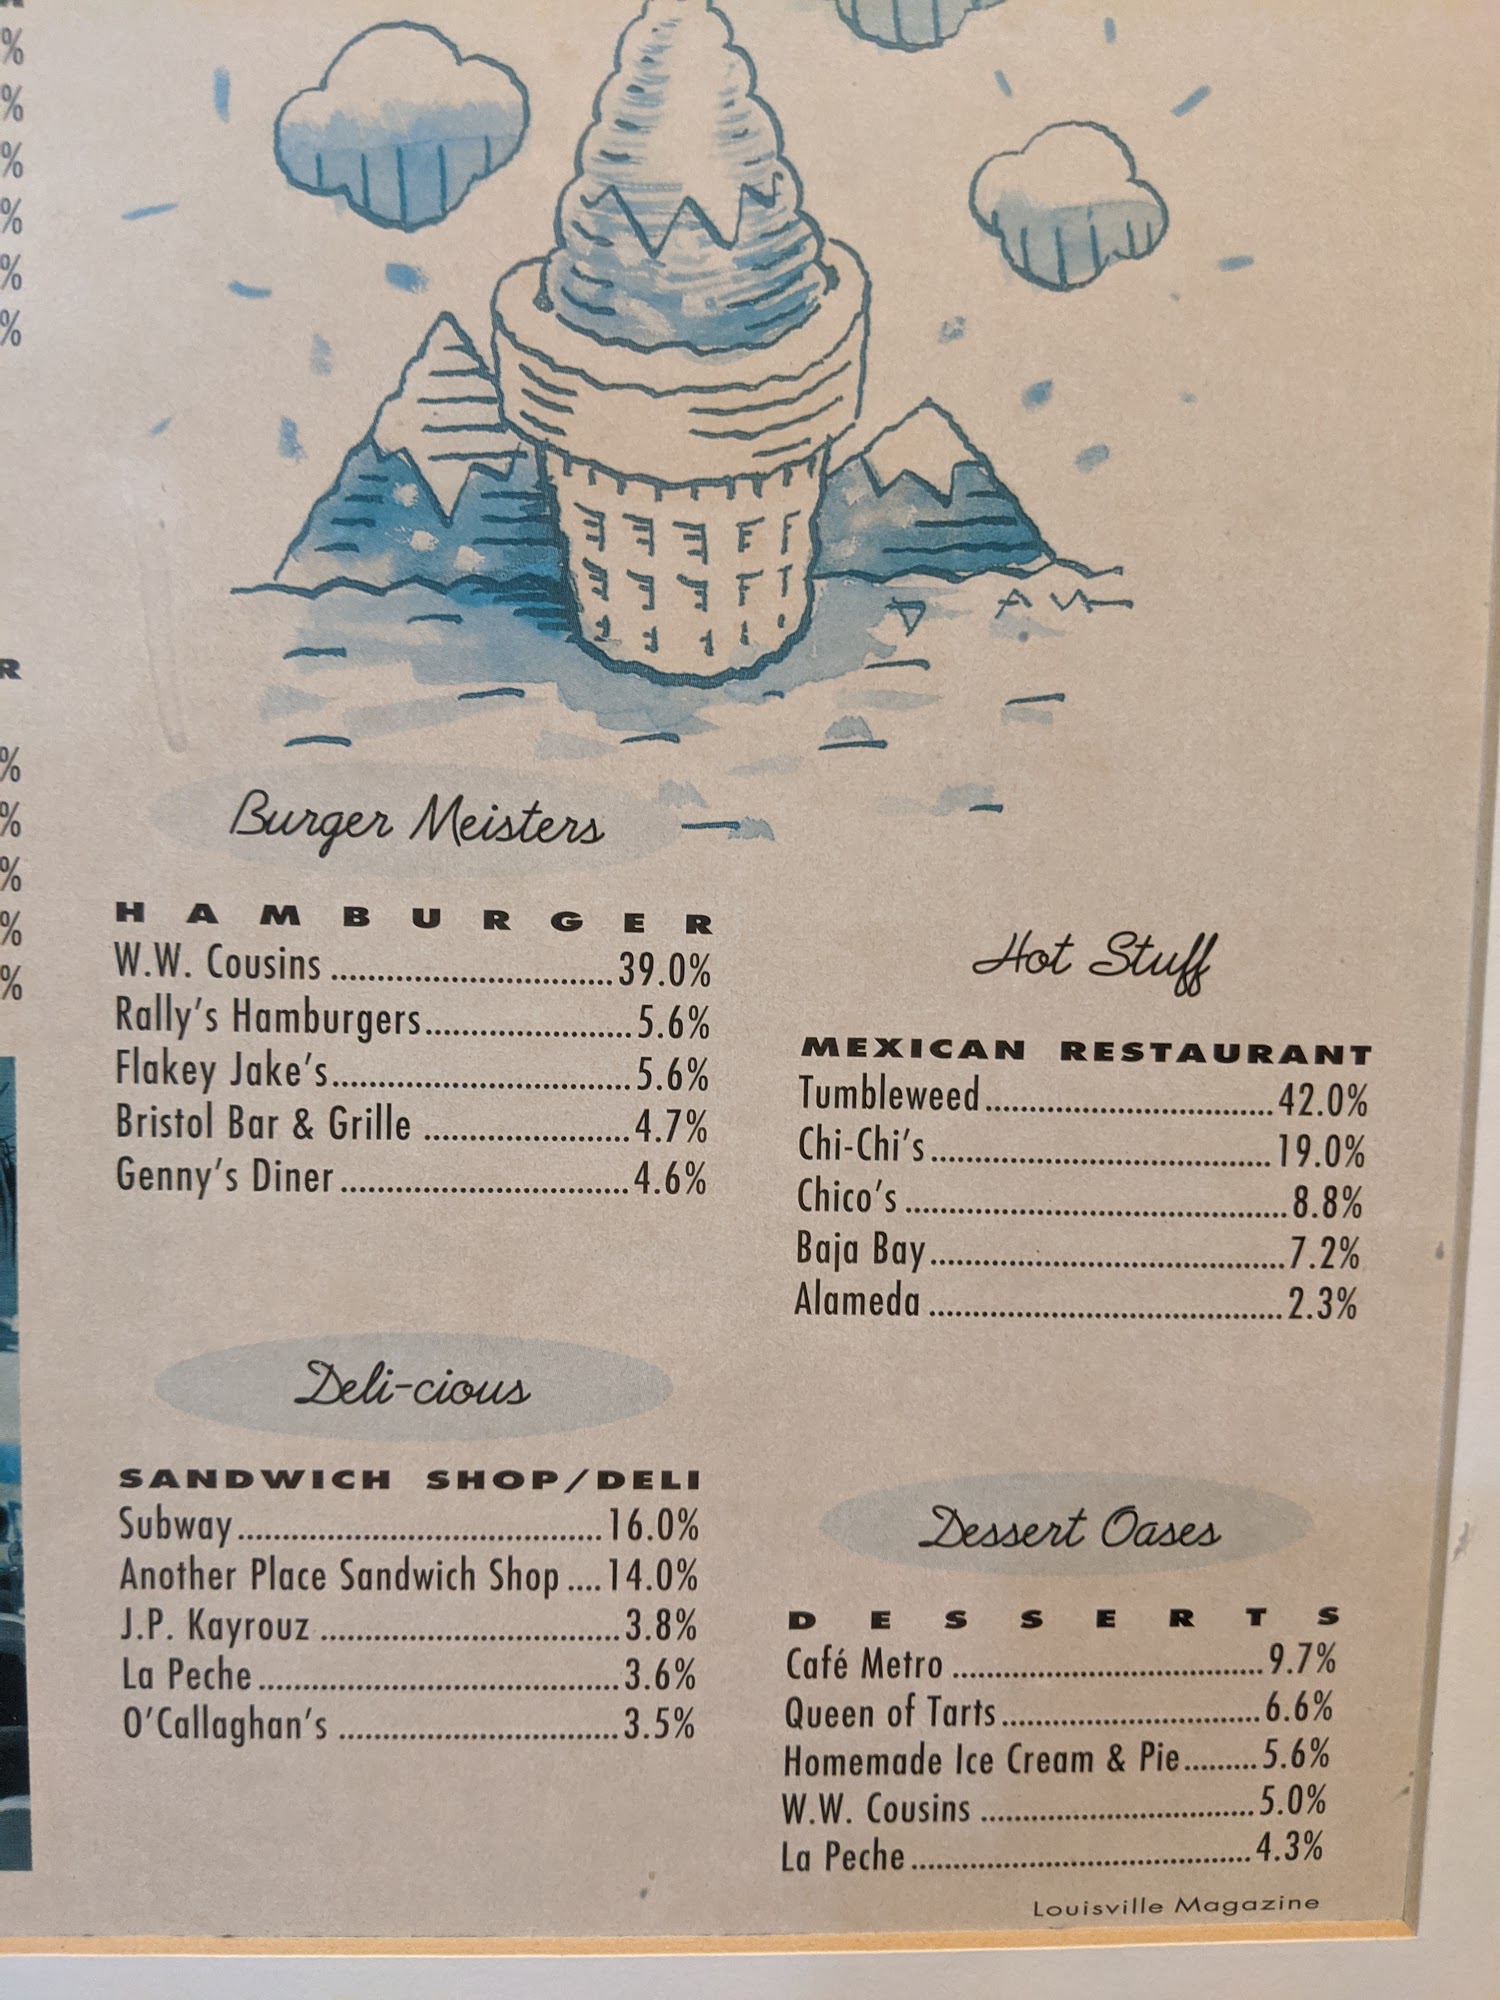 %
%
%
%
%
%
R
%
%
%
%
%
Burger Meisters
HAMBURGER
W.W. Cousins ................................ 39.0%
Rally's Hamburgers........................ 5.6%
Flakey Jake's.................................. 5.6%
Bristol Bar & Grille ........................ 4.7%
Genny's Diner ................................. 4.6%
Deli-cious
SANDWICH SHOP/DELI
Subway.......................................... 16.0%
Another Place Sandwich Shop .... 14.0%
J.P. Kayrouz ................................... 3.8%
La Peche......................................... 3.6%
O'Callaghan's ................................ 3.5%
Hot Stuff
MEXICAN RESTAURANT
Tumbleweed................................. 42.0%
Chi-Chi's....................................... 19.0%
Chico's ........................................... 8.8%
Baja Bay........................................ 7.2%
Alameda ........................................ 2.3%
Dessert Oases
DESSERTS
Café Metro .................................... 9.7%
Queen of Tarts.............................. 6.6%
Homemade Ice Cream & Pie......... 5.6%
W.W. Cousins ................................ 5.0%
La Peche........................................ 4.3%
Louisville Magazine